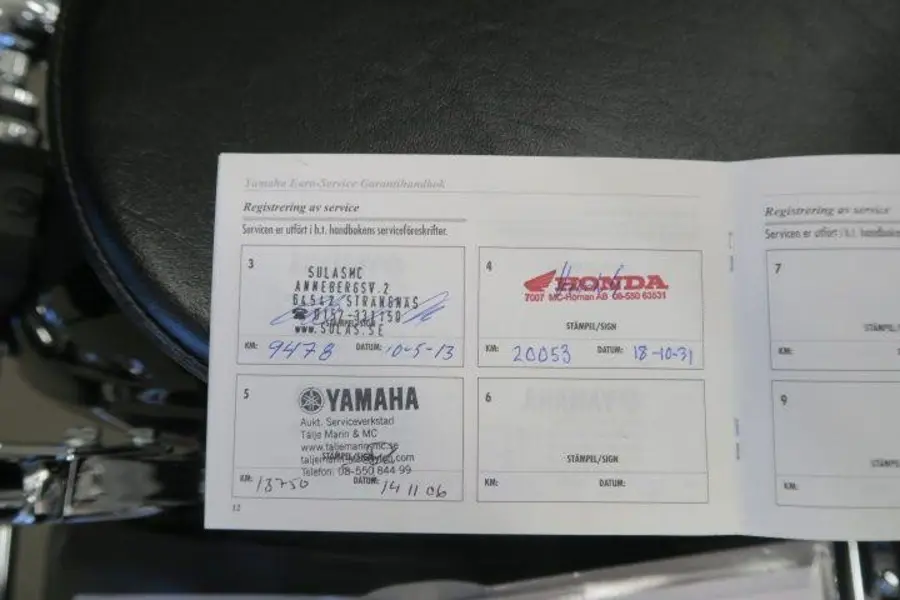 Yamaha Euro-Service Garantihandbok
Registrering av service
Servicen er utfört i h.t. handbokens serviceföreskrifter.
3
SULASMC
ANNEBERGSV.2
64542 STRÄNGNÄS
☎ 0152-331150
www.SULAS.SE
STÄMPEL/SIGN
KM: 9478 DATUM: 10-5-13
4
HONDA
7007 MC-Homan AB 08-550 63531
STÄMPEL/SIGN
KM: 20053 DATUM: 18-10-31
5
YAMAHA
Aukt. Serviceverkstad
Tälje Marin & MC
www.taljemarinmc.se
STÄMPEL/SIGN
Telefon: 08-550 844 99
KM: 13750 DATUM: 14 11 06
6
STÄMPEL/SIGN
KM: DATUM:
12
Registrering av service
Servicen er utfört i h.t.
7
KM:
9
KM: